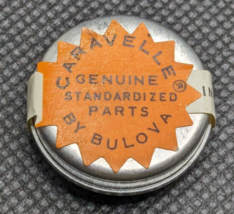 CARAVELLE®
GENUINE
STANDARDIZED
PARTS
BY BULOVA